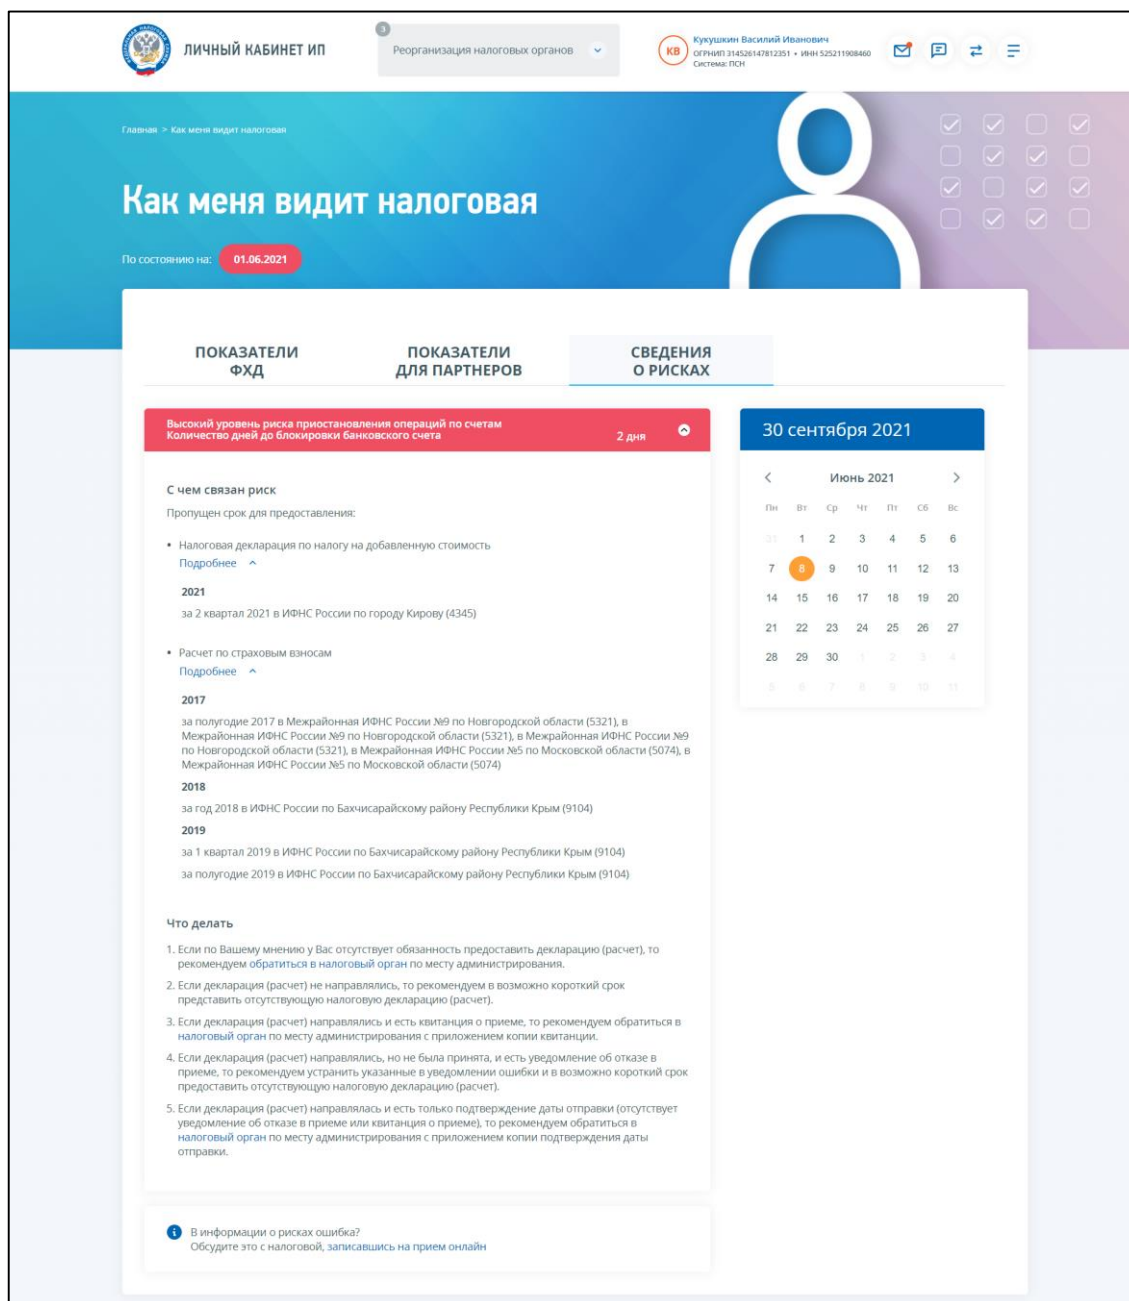 ЛИЧНЫЙ КАБИНЕТ ИП
3
Реорганизация налоговых органов
КВ
Кукушкин Василий Иванович
ОГРНИП 314526147812351 • ИНН 525211908460
Система: ПСН
Главная > Как меня видит налоговая
Как меня видит налоговая
По состоянию на: 01.06.2021
ПОКАЗАТЕЛИ
ФХД
ПОКАЗАТЕЛИ
ДЛЯ ПАРТНЕРОВ
СВЕДЕНИЯ
О РИСКАХ
Высокий уровень риска приостановления операций по счетам
Количество дней до блокировки банковского счета
2 дня
С чем связан риск
Пропущен срок для предоставления:
• Налоговая декларация по налогу на добавленную стоимость
Подробнее
2021
за 2 квартал 2021 в ИФНС России по городу Кирову (4345)
• Расчет по страховым взносам
Подробнее
2017
за полугодие 2017 в Межрайонная ИФНС России №9 по Новгородской области (5321), в
Межрайонная ИФНС России №9 по Новгородской области (5321), в Межрайонная ИФНС России №9
по Новгородской области (5321), в Межрайонная ИФНС России №5 по Московской области (5074), в
Межрайонная ИФНС России №5 по Московской области (5074)
2018
за год 2018 в ИФНС России по Бахчисарайскому району Республики Крым (9104)
2019
за 1 квартал 2019 в ИФНС России по Бахчисарайскому району Республики Крым (9104)
за полугодие 2019 в ИФНС России по Бахчисарайскому району Республики Крым (9104)
Что делать
1. Если по Вашему мнению у Вас отсутствует обязанность предоставить декларацию (расчет), то
рекомендуем обратиться в налоговый орган по месту администрирования.
2. Если декларация (расчет) не направлялись, то рекомендуем в возможно короткий срок
представить отсутствующую налоговую декларацию (расчет).
3. Если декларация (расчет) направлялись и есть квитанция о приеме, то рекомендуем обратиться в
налоговый орган по месту администрирования с приложением копии квитанции.
4. Если декларация (расчет) направлялись, но не была принята, и есть уведомление об отказе в
приеме, то рекомендуем устранить указанные в уведомлении ошибки и в возможно короткий срок
предоставить отсутствующую налоговую декларацию (расчет).
5. Если декларация (расчет) направлялась и есть только подтверждение даты отправки (отсутствует
уведомление об отказе в приеме или квитанция о приеме), то рекомендуем обратиться в
налоговый орган по месту администрирования с приложением копии подтверждения даты
отправки.
В информации о рисках ошибка?
Обсудите это с налоговой, записавшись на прием онлайн
30 сентября 2021
Июнь 2021
Пн Вт Ср Чт Пт Сб Вс
31 1 2 3 4 5 6
7 8 9 10 11 12 13
14 15 16 17 18 19 20
21 22 23 24 25 26 27
28 29 30 1 2 3 4
5 6 7 8 9 10 11